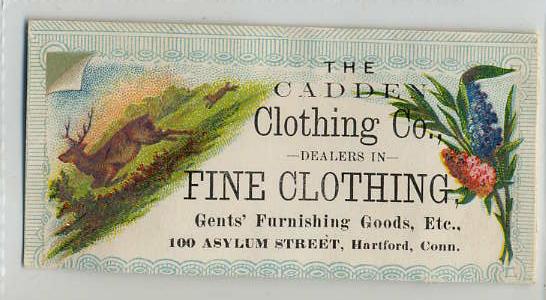 THE
CADDEN
Clothing Co.,
—DEALERS IN—
FINE CLOTHING,
Gents' Furnishing Goods, Etc.,
100 ASYLUM STREET, Hartford, Conn.